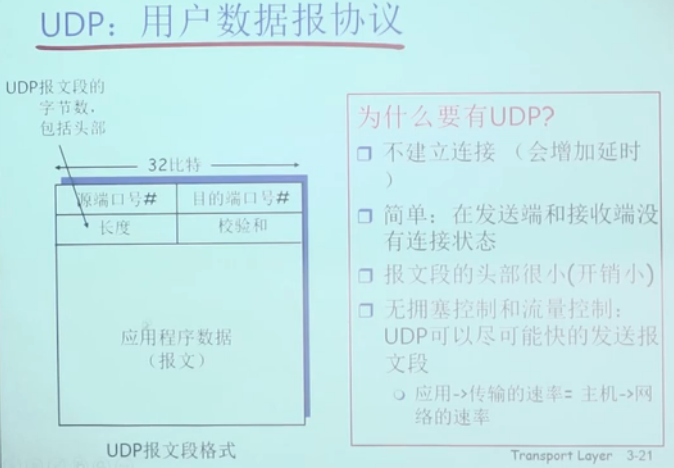 UDP：用户数据报协议
UDP报文段的
字节数，
包括头部
32比特
源端口号#
目的端口号#
长度
校验和
应用程序数据
（报文）
UDP报文段格式
为什么要有UDP?
不建立连接 （会增加延时
）
简单：在发送端和接收端没
有连接状态
报文段的头部很小(开销小)
无拥塞控制和流量控制：
UDP可以尽可能快的发送报
文段
应用->传输的速率= 主机->网
络的速率
Transport Layer 3-21